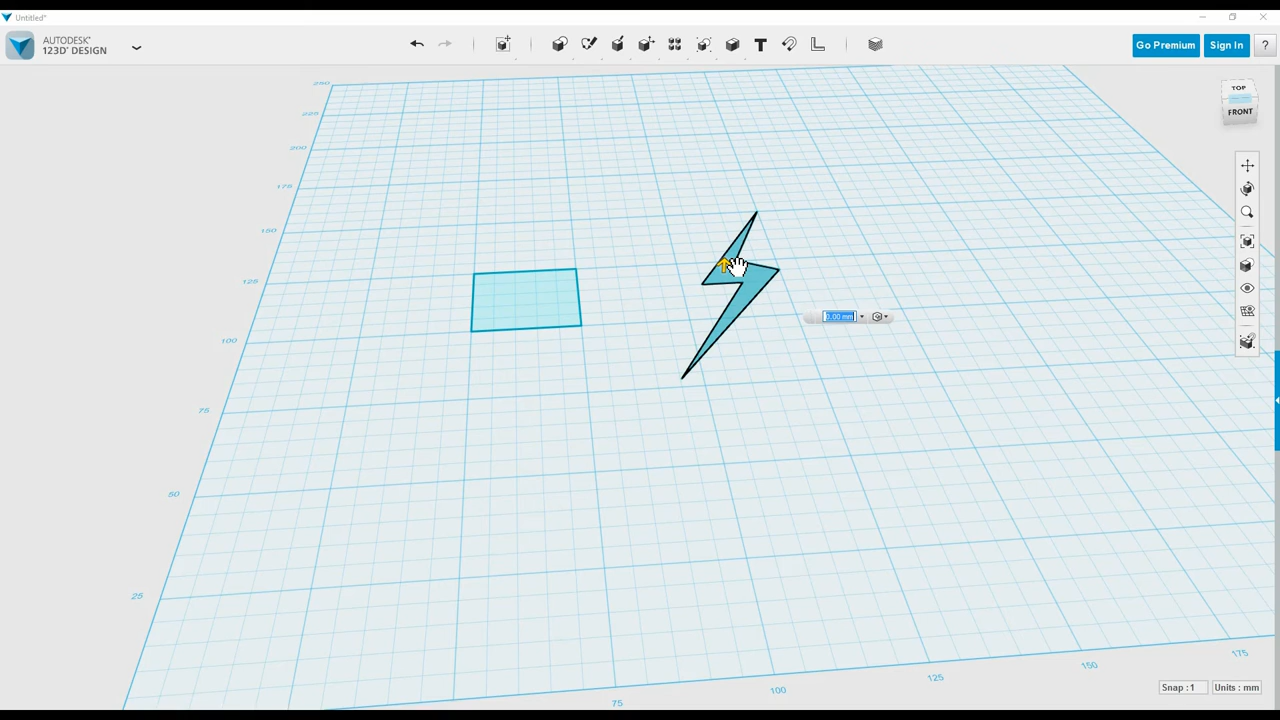 Untitled*
AUTODESK®
123D® DESIGN
Go Premium
Sign In
?
TOP
FRONT
250
225
200
175
150
125
100
75
50
25
0.00 mm
75
100
125
150
175
Snap : 1
Units : mm